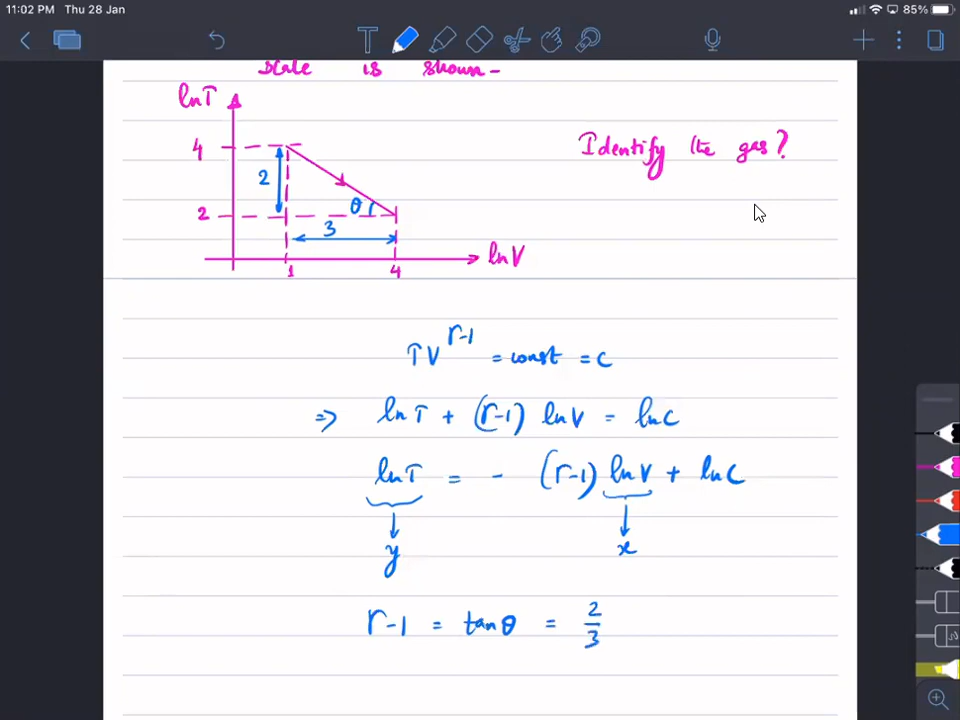 11:02 PM Thu 28 Jan 85%
scale is shown-
lnT
4
2
2
θ
3
1
4
lnV
Identify the gas?
TV^{r-1} = const = C
⇒ lnT + (r-1) lnV = lnC
lnT = - (r-1) lnV + lnC
y x
r-1 = tanθ = 2/3